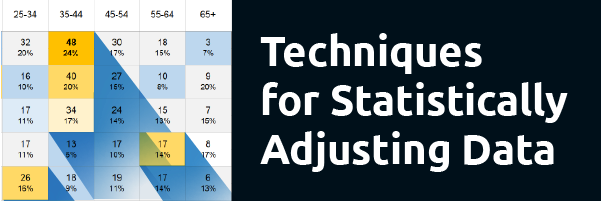 25-34 35-44 45-54 55-64 65+
32 48 30 18 3
20% 24% 17% 15% 7%
16 40 27 10 9
10% 20% 15% 8% 20%
17 34 24 15 7
11% 17% 14% 13% 15%
17 13 17 17 8
11% 6% 10% 14% 17%
26 18 19 17 6
16% 9% 11% 14% 13%
Techniques
for Statistically
Adjusting Data